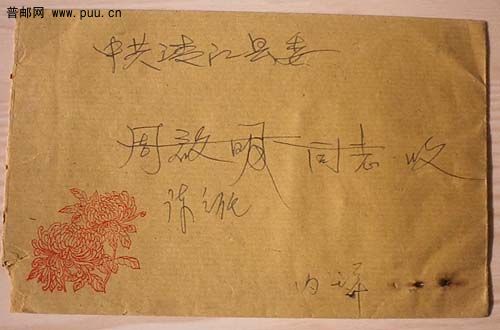 普邮网 www.puu.cn
中共清江县委
周敬明 同志 收
内详